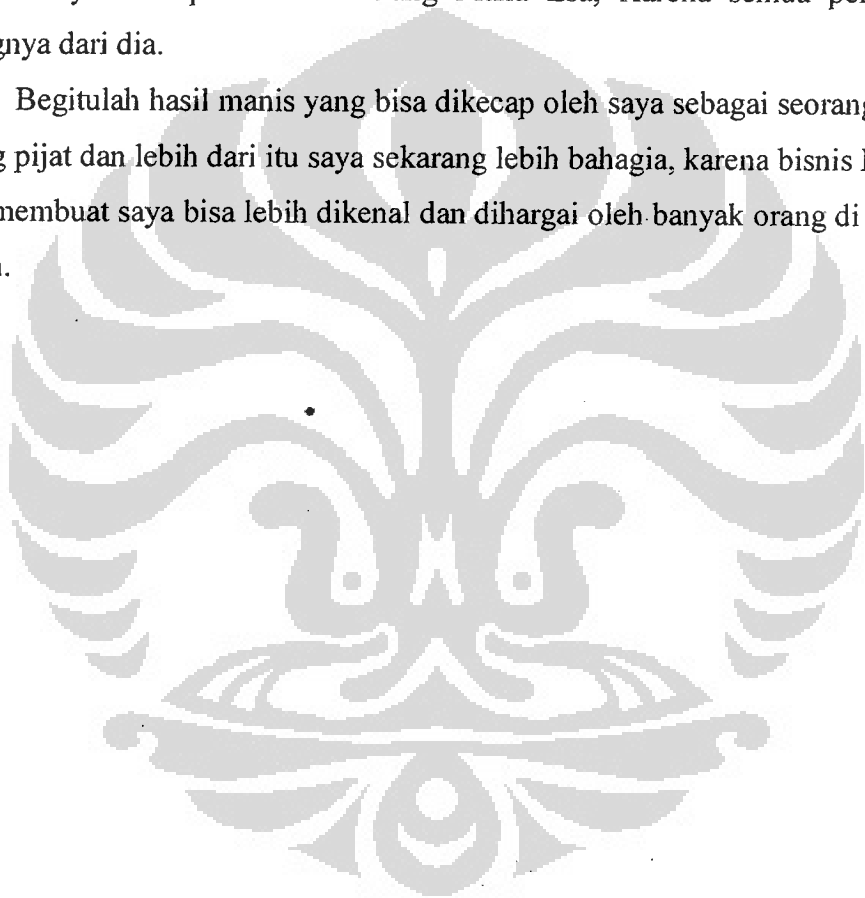 gnya dari dia.
Begitulah hasil manis yang bisa dikecap oleh saya sebagai seorang
g pijat dan lebih dari itu saya sekarang lebih bahagia, karena bisnis
membuat saya bisa lebih dikenal dan dihargai oleh banyak orang di